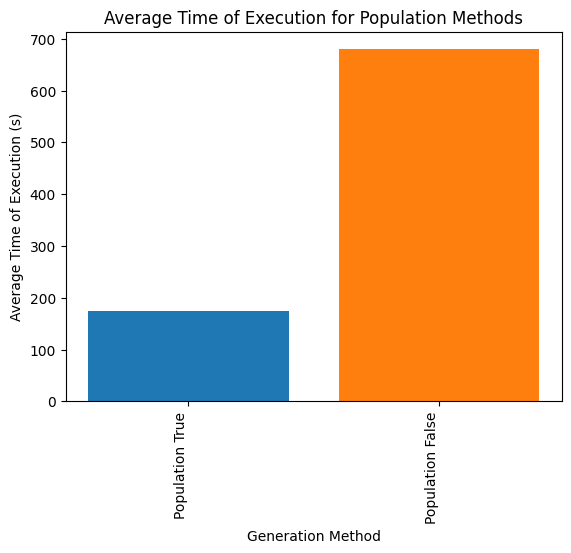 Average Time of Execution for Population Methods
Average Time of Execution (s)
700
600
500
400
300
200
100
0
Population True
Population False
Generation Method